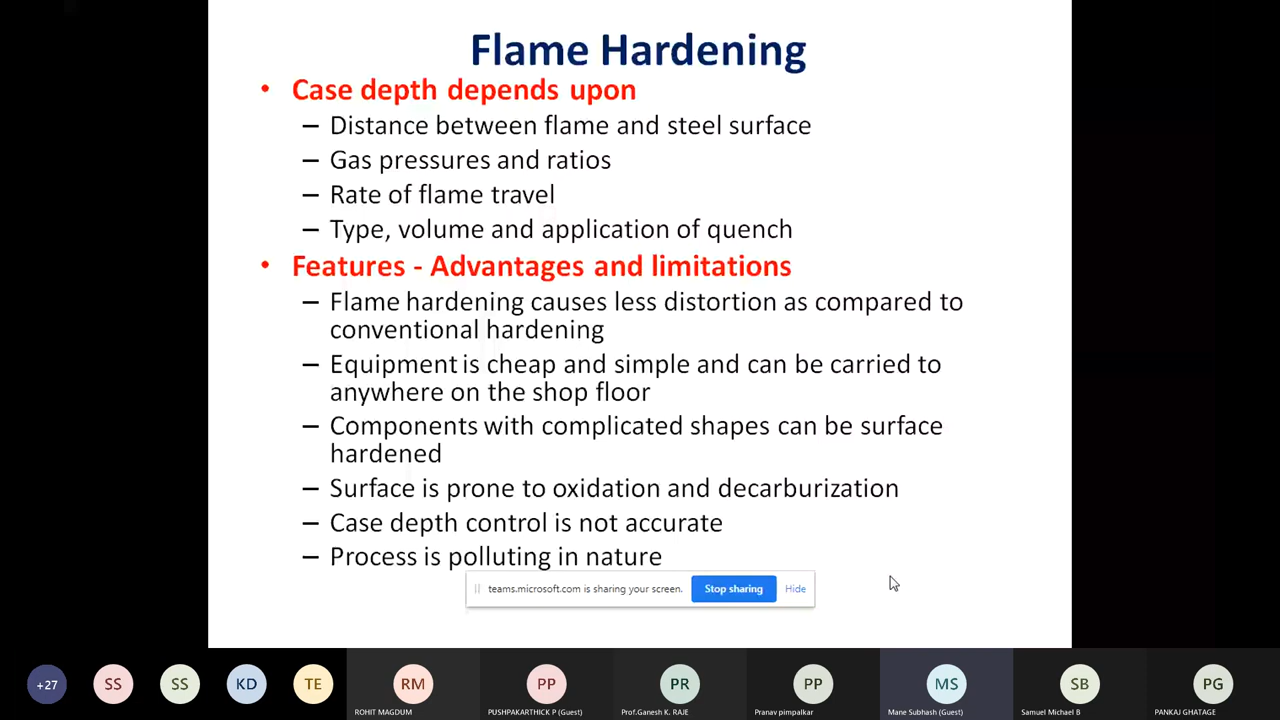 Flame Hardening
• Case depth depends upon
– Distance between flame and steel surface
– Gas pressures and ratios
– Rate of flame travel
– Type, volume and application of quench
• Features - Advantages and limitations
– Flame hardening causes less distortion as compared to
conventional hardening
– Equipment is cheap and simple and can be carried to
anywhere on the shop floor
– Components with complicated shapes can be surface
hardened
– Surface is prone to oxidation and decarburization
– Case depth control is not accurate
– Process is polluting in nature
teams.microsoft.com is sharing your screen. Stop sharing Hide
+27 SS SS KD TE RM PP PR PP MS SB PG
ROHIT MAGDUM PUSHPAKARTHICK P (Guest) Prof.Ganesh K. RAJE Pranav pimpalkar Mane Subhash (Guest) Samuel Michael B PANKAJ GHATAGE